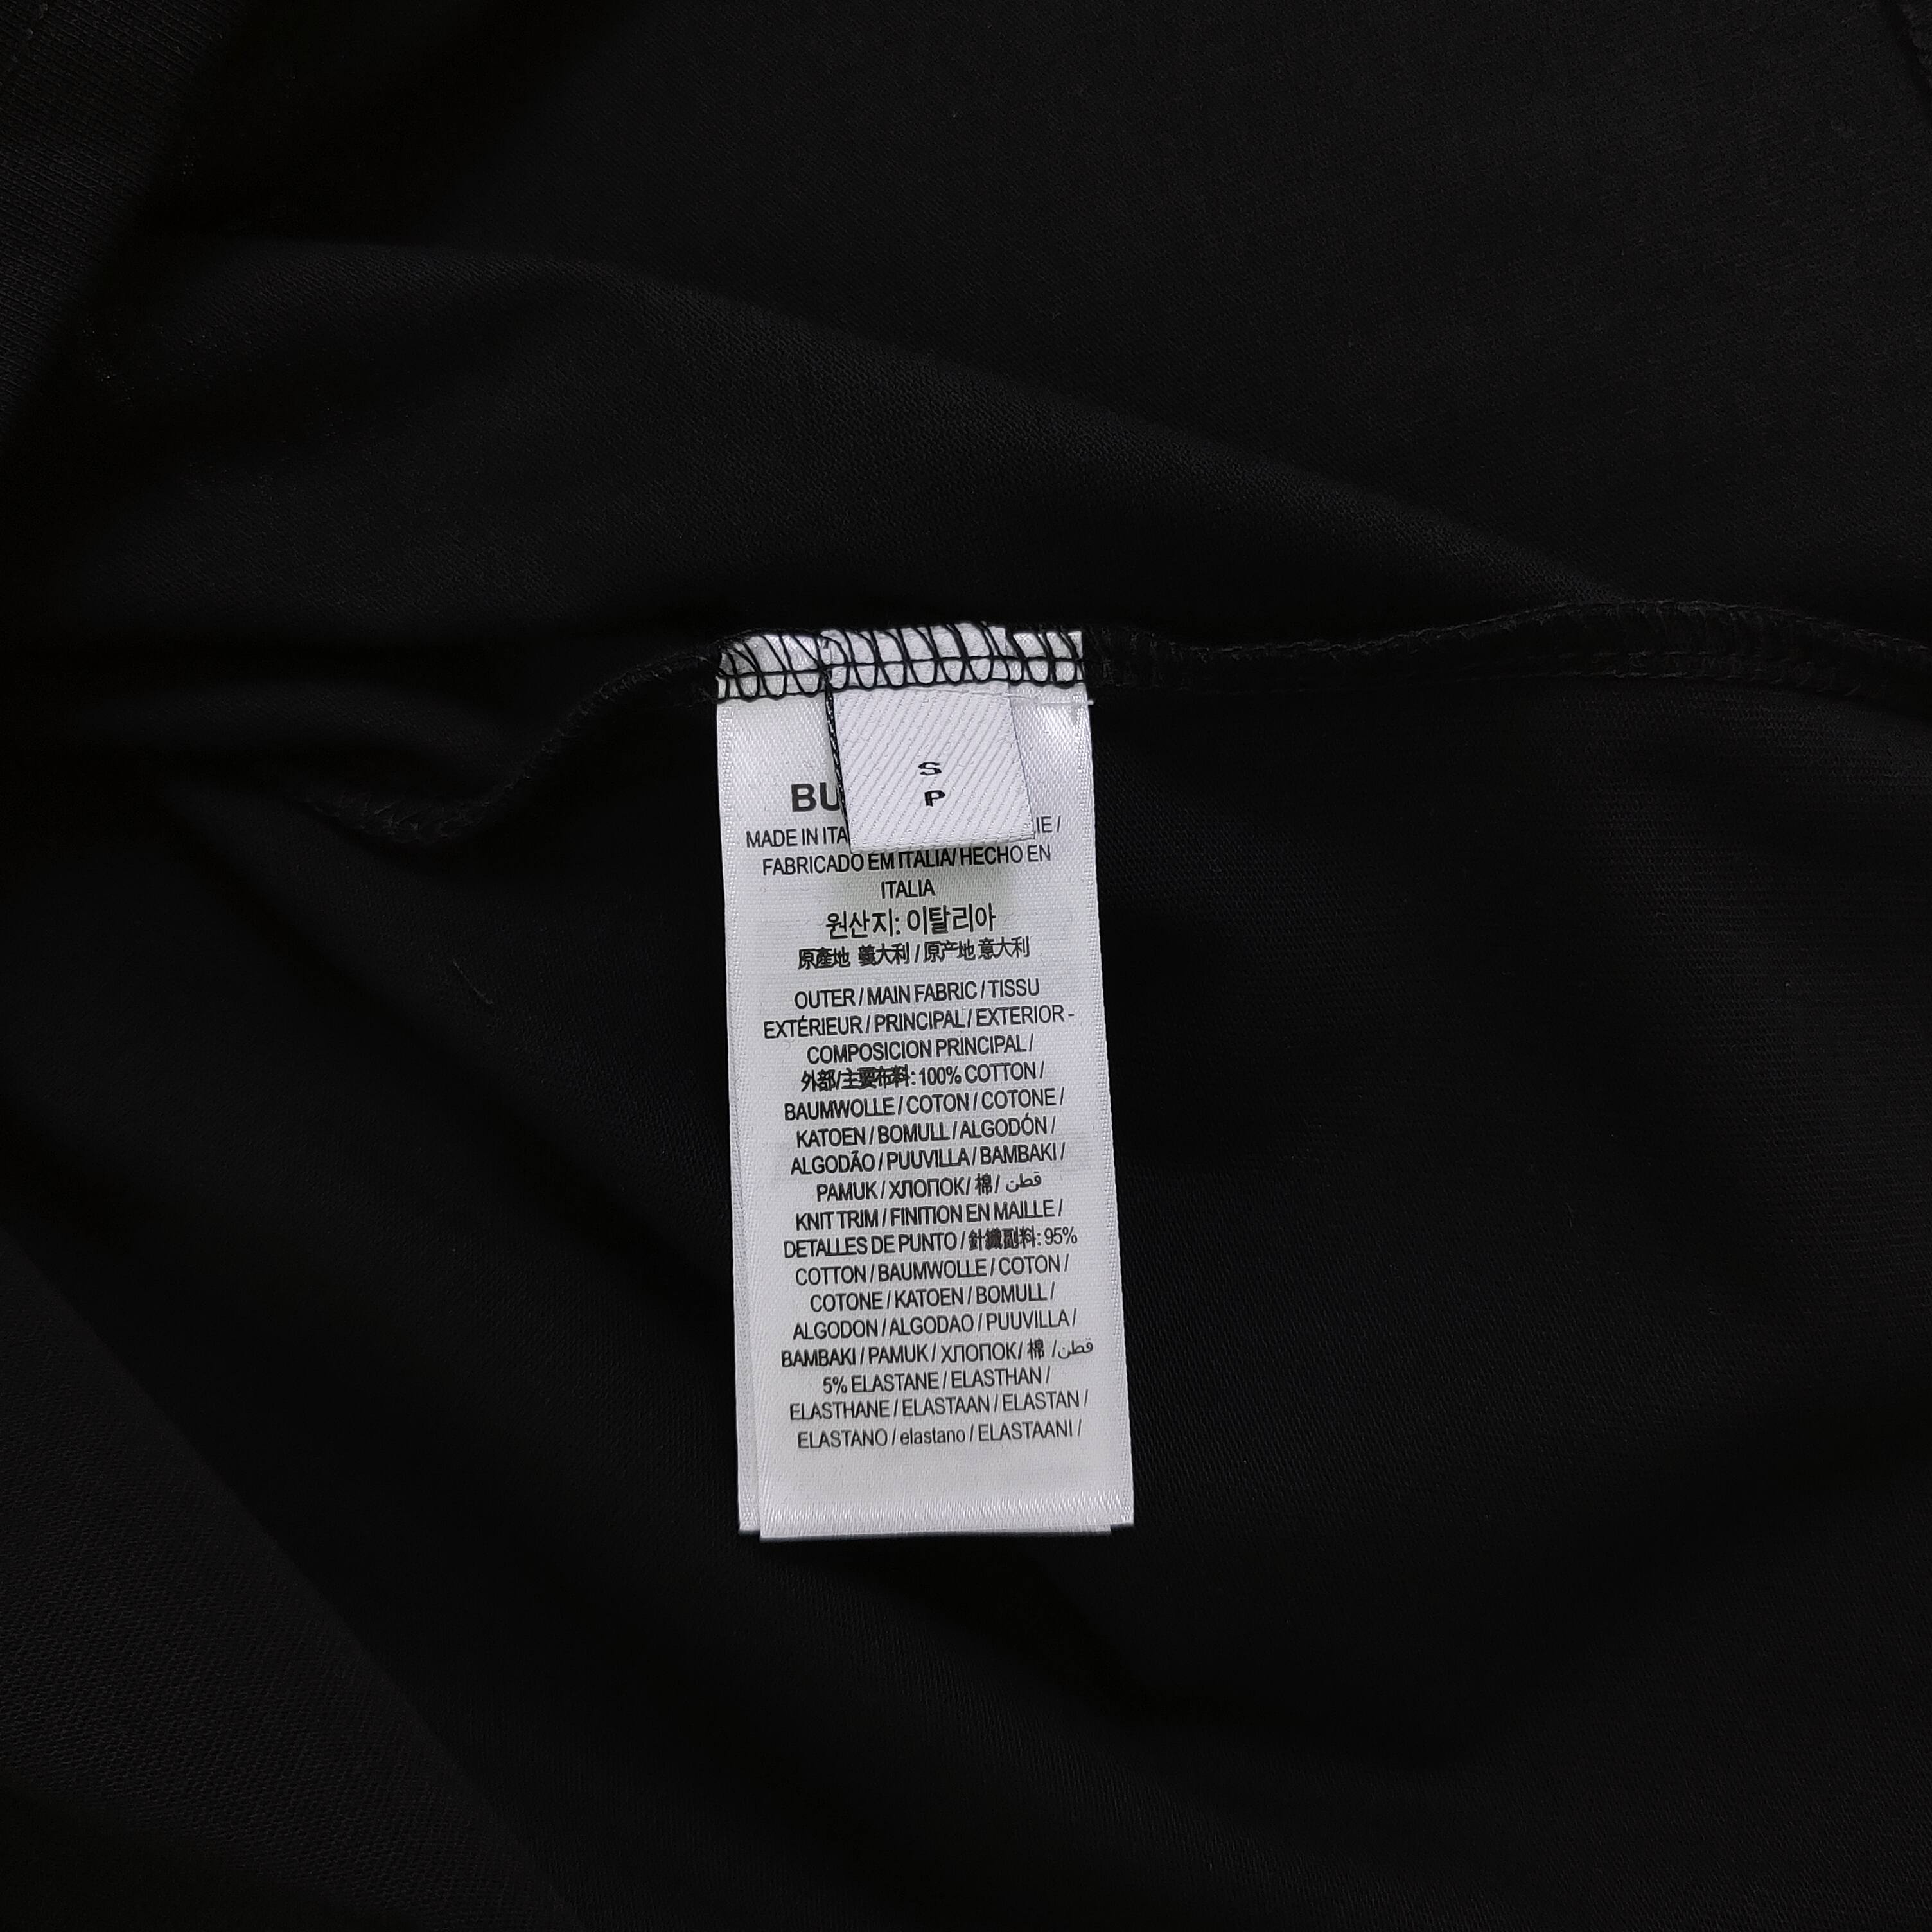 S
P
BU
MADE IN ITA IE /
FABRICADO EM ITALIA/ HECHO EN
ITALIA
원산지: 이탈리아
原產地 義大利 / 原产地 意大利
OUTER / MAIN FABRIC / TISSU
EXTÉRIEUR / PRINCIPAL / EXTERIOR -
COMPOSICION PRINCIPAL /
外部/主要布料: 100% COTTON /
BAUMWOLLE / COTON / COTONE /
KATOEN / BOMULL / ALGODÓN /
ALGODÃO / PUUVILLA / BAMBAKI /
PAMUK / ХЛОПОК/ 棉/ قطن
KNIT TRIM / FINITION EN MAILLE /
DETALLES DE PUNTO / 針織副料: 95%
COTTON / BAUMWOLLE / COTON /
COTONE / KATOEN / BOMULL /
ALGODON / ALGODAO / PUUVILLA /
BAMBAKI / PAMUK / ХЛОПОК/ 棉 /قطن
5% ELASTANE / ELASTHAN /
ELASTHANE / ELASTAAN / ELASTAN /
ELASTANO / elastano / ELASTAANI /